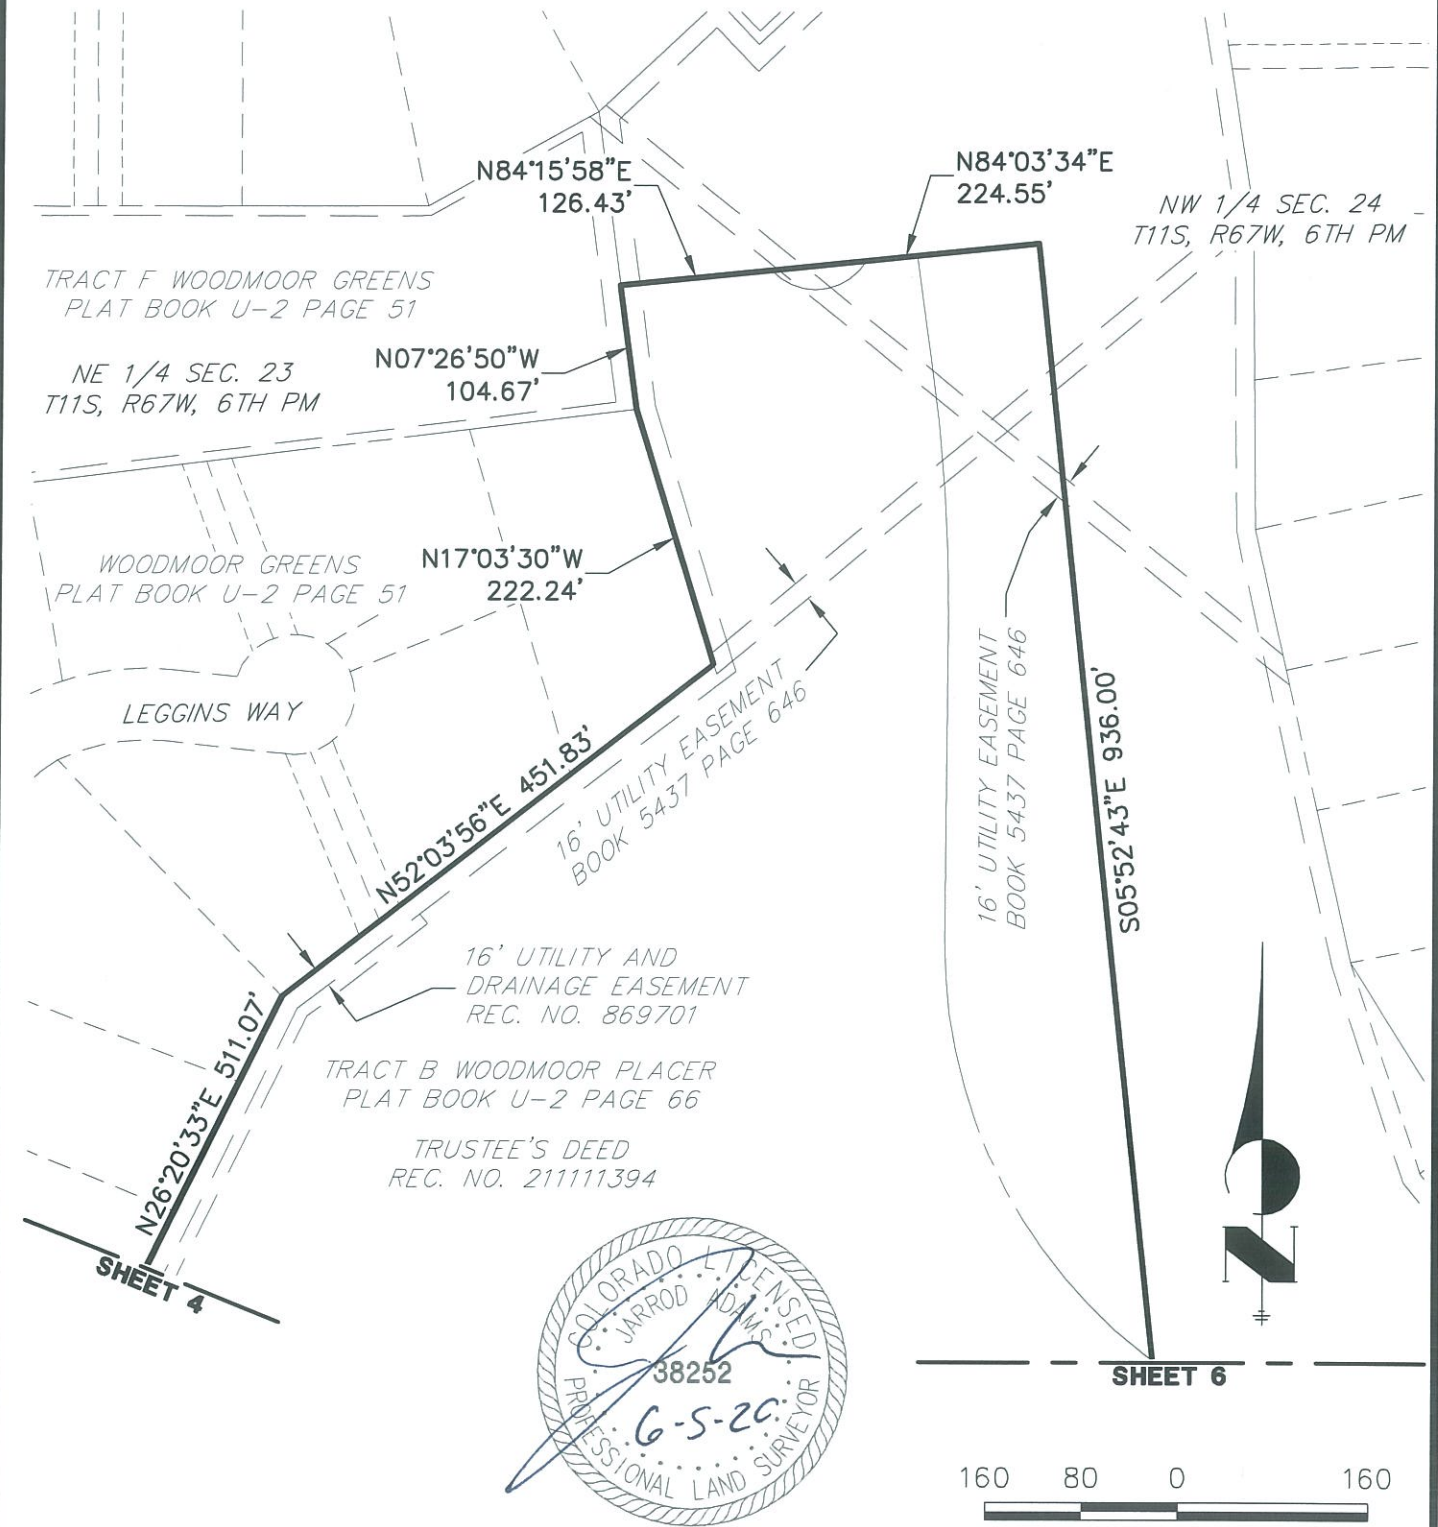 N84°15'58"E
126.43'
N84°03'34"E
224.55'
NW 1/4 SEC. 24
T11S, R67W, 6TH PM
TRACT F WOODMOOR GREENS
PLAT BOOK U-2 PAGE 51
NE 1/4 SEC. 23
T11S, R67W, 6TH PM
N07°26'50"W
104.67'
WOODMOOR GREENS
PLAT BOOK U-2 PAGE 51
N17°03'30"W
222.24'
LEGGINS WAY
N52°03'56"E 451.83'
16' UTILITY EASEMENT
BOOK 5437 PAGE 646
16' UTILITY EASEMENT
BOOK 5437 PAGE 646
S05°52'43"E 936.00'
16' UTILITY AND
DRAINAGE EASEMENT
REC. NO. 869701
N26°20'33"E 511.07'
TRACT B WOODMOOR PLACER
PLAT BOOK U-2 PAGE 66
TRUSTEE'S DEED
REC. NO. 211111394
SHEET 4
COLORADO LICENSED
JARROD ADAMS
38252
6-5-20
PROFESSIONAL LAND SURVEYOR
N
SHEET 6
160 80 0 160